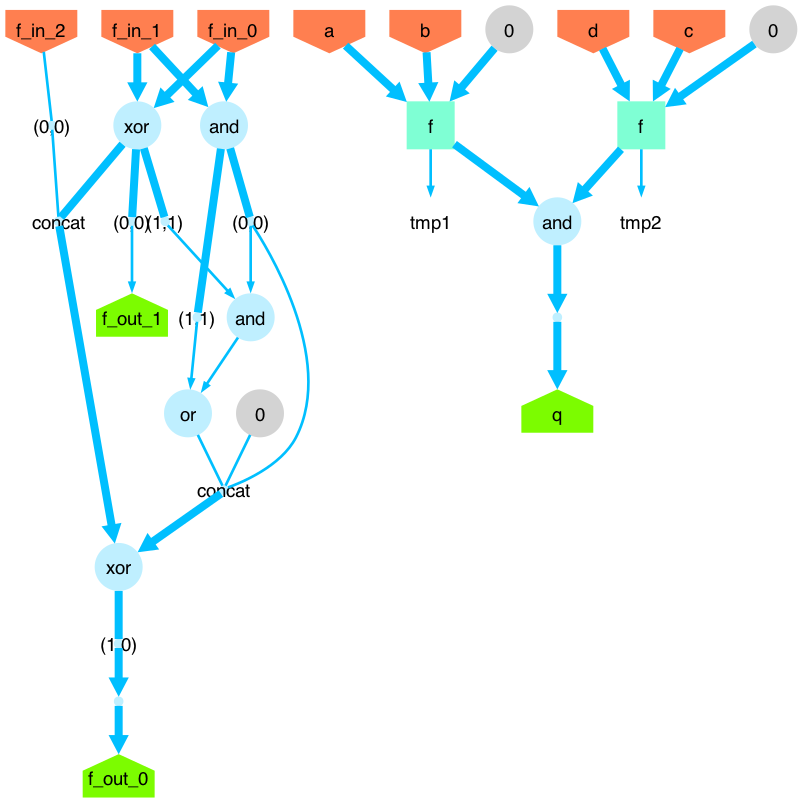 f_in_2
f_in_1
f_in_0
a
b
0
d
c
0
(0,0)
xor
and
f
f
concat
(0,0)
(1,1)
(0,0)
tmp1
and
tmp2
f_out_1
(1,1)
and
or
0
q
concat
xor
(1,0)
f_out_0